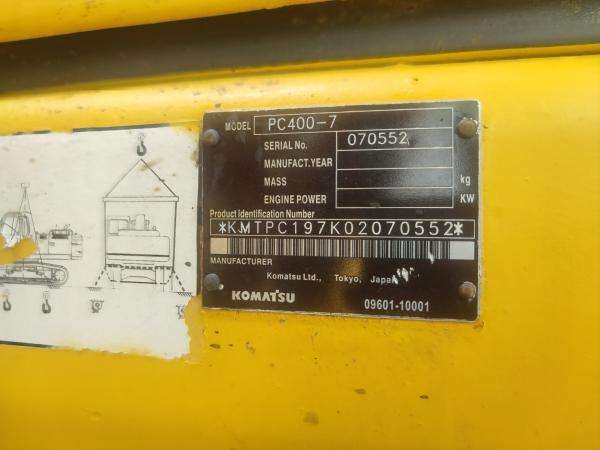 MODEL PC400-7
SERIAL No. 070552
MANUFACT.YEAR
MASS kg
ENGINE POWER KW
Product Identification Number
*KMTPC197K02070552*
MANUFACTURER
Komatsu Ltd., Tokyo, Japan
KOMATSU 09601-10001